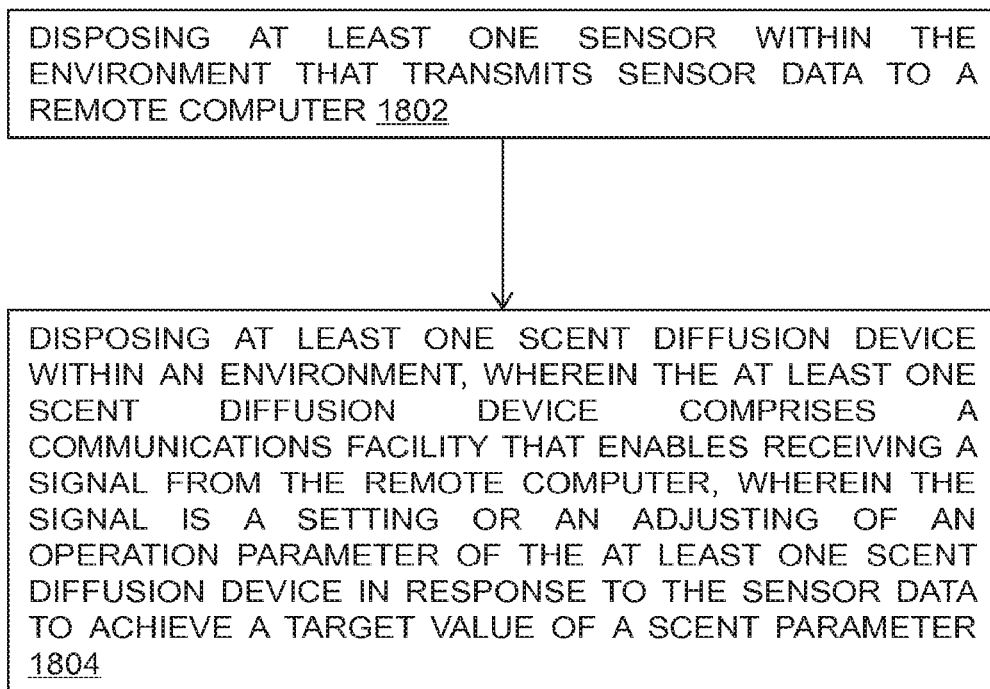 DISPOSING AT LEAST ONE SENSOR WITHIN THE
ENVIRONMENT THAT TRANSMITS SENSOR DATA TO A
REMOTE COMPUTER 1802
DISPOSING AT LEAST ONE SCENT DIFFUSION DEVICE
WITHIN AN ENVIRONMENT, WHEREIN THE AT LEAST ONE
SCENT DIFFUSION DEVICE COMPRISES A
COMMUNICATIONS FACILITY THAT ENABLES RECEIVING A
SIGNAL FROM THE REMOTE COMPUTER, WHEREIN THE
SIGNAL IS A SETTING OR AN ADJUSTING OF AN
OPERATION PARAMETER OF THE AT LEAST ONE SCENT
DIFFUSION DEVICE IN RESPONSE TO THE SENSOR DATA
TO ACHIEVE A TARGET VALUE OF A SCENT PARAMETER
1804